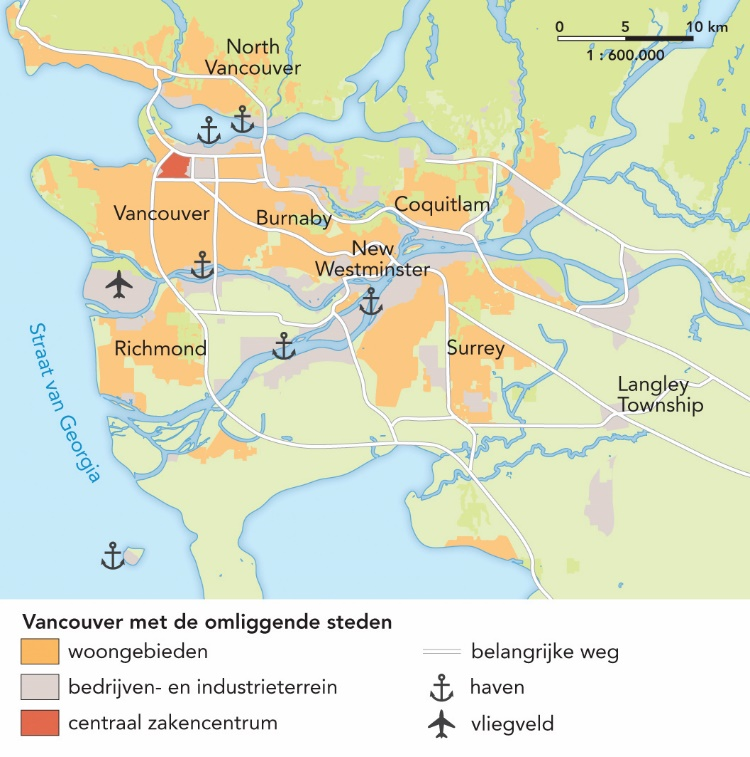 0 5 10 km
1 : 600.000
North
Vancouver
Vancouver
Burnaby
Coquitlam
New
Westminster
Richmond
Surrey
Langley
Township
Straat van Georgia
Vancouver met de omliggende steden
woongebieden
bedrijven- en industrieterrein
centraal zakencentrum
belangrijke weg
haven
vliegveld